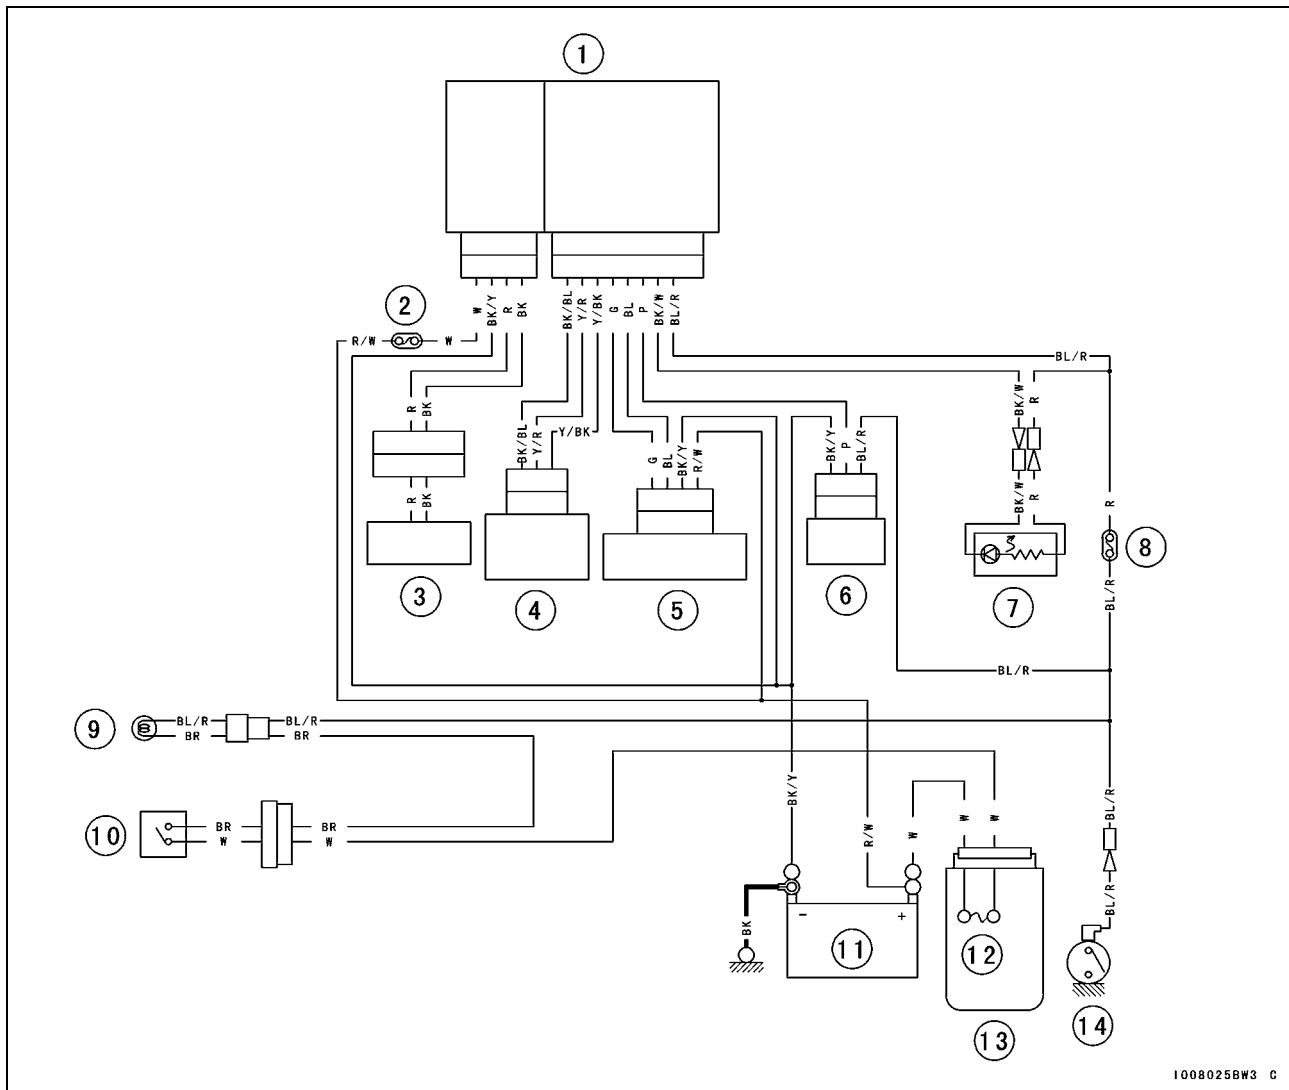 1
W
BK/Y
R
BK
BK/BL
Y/R
Y/BK
G
BL
P
BK/W
BL/R
2
R/W
W
BL/R
R
BK
BK/BL
Y/R
Y/BK
G
BL
BK/Y
R/W
BK/Y
P
BL/R
BK/W
R
R
BK
BK/W
R
R
3
4
5
6
7
8
BL/R
BL/R
9
BL/R
BR
BL/R
BR
10
BR
W
BR
W
BK/Y
R/W
W
W
W
BL/R
BL/R
BK
-
+
11
12
13
14
I008025BW3 C